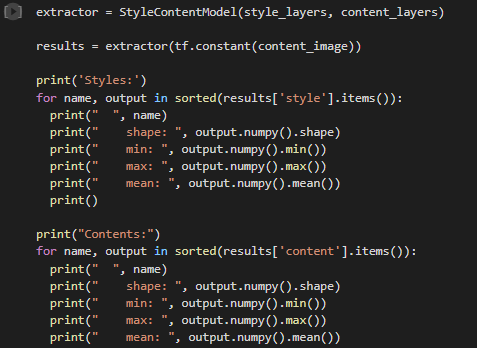 extractor = StyleContentModel(style_layers, content_layers)

results = extractor(tf.constant(content_image))

print('Styles:')
for name, output in sorted(results['style'].items()):
  print("  ", name)
  print("    shape: ", output.numpy().shape)
  print("    min: ", output.numpy().min())
  print("    max: ", output.numpy().max())
  print("    mean: ", output.numpy().mean())
  print()

print("Contents:")
for name, output in sorted(results['content'].items()):
  print("  ", name)
  print("    shape: ", output.numpy().shape)
  print("    min: ", output.numpy().min())
  print("    max: ", output.numpy().max())
  print("    mean: ", output.numpy().mean())